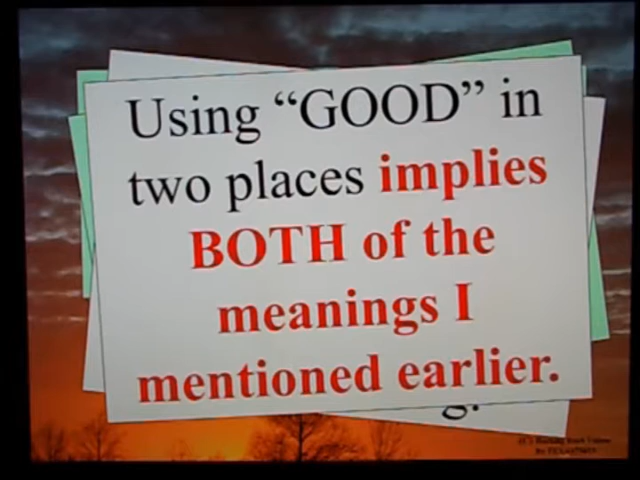 Using “GOOD” in
two places implies
BOTH of the
meanings I
mentioned earlier.
g.